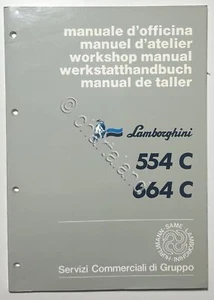 manuale d'officina
manuel d'atelier
workshop manual
werkstatthandbuch
manual de taller
Lamborghini
554 C
664 C
Servizi Commerciali di Gruppo